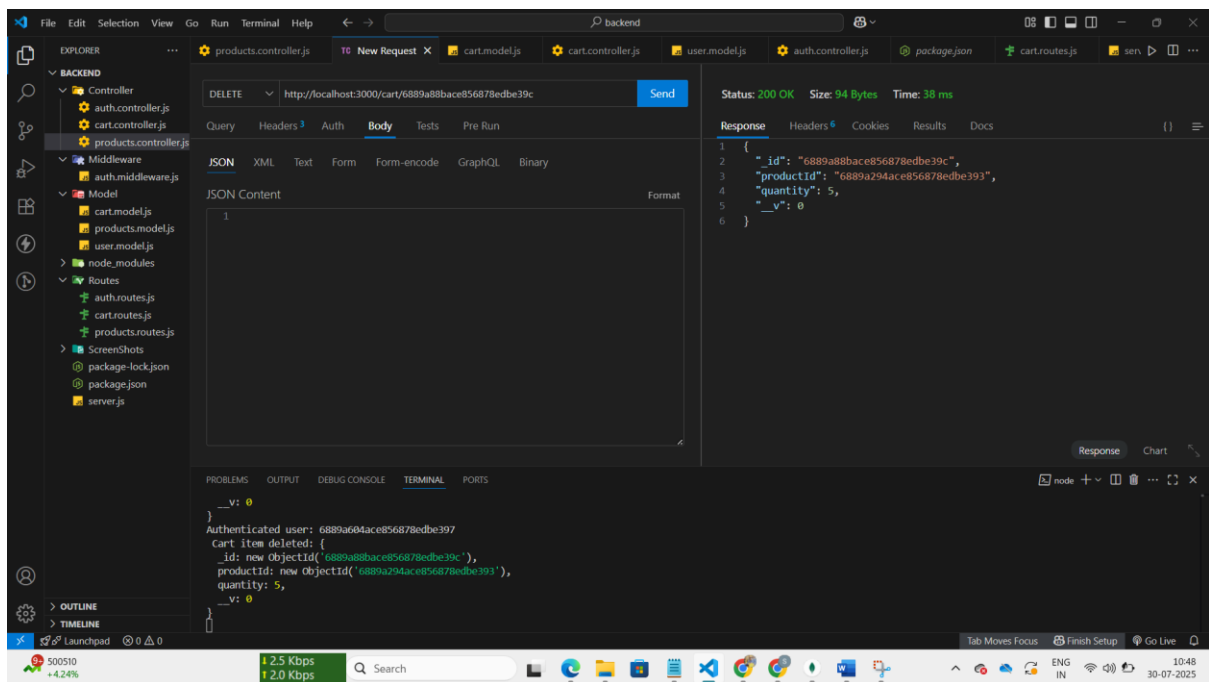 File Edit Selection View Go Run Terminal Help backend
EXPLORER
BACKEND
Controller
auth.controller.js
cart.controller.js
products.controller.js
Middleware
auth.middleware.js
Model
cart.model.js
products.model.js
user.model.js
node_modules
Routes
auth.routes.js
cart.routes.js
products.routes.js
ScreenShots
package-lock.json
package.json
server.js
OUTLINE
TIMELINE
products.controller.js TC New Request cart.model.js cart.controller.js user.model.js auth.controller.js package.json cart.routes.js
DELETE http://localhost:3000/cart/6889a88bace856878edbe39c Send
Query Headers 3 Auth Body Tests Pre Run
JSON XML Text Form Form-encode GraphQL Binary
JSON Content Format
1
Status: 200 OK Size: 94 Bytes Time: 38 ms
Response Headers 6 Cookies Results Docs {}
1 {
2 "_id": "6889a88bace856878edbe39c",
3 "productId": "6889a294ace856878edbe393",
4 "quantity": 5,
5 "__v": 0
6 }
Response Chart
PROBLEMS OUTPUT DEBUG CONSOLE TERMINAL PORTS node
__v: 0
}
Authenticated user: 6889a604ace856878edbe397
Cart item deleted: {
_id: new ObjectId('6889a88bace856878edbe39c'),
productId: new ObjectId('6889a294ace856878edbe393'),
quantity: 5,
__v: 0
}
Launchpad 0 0 Tab Moves Focus Finish Setup Go Live
9+ 500510
+4.24%
2.5 Kbps
2.0 Kbps
Search
ENG
IN
10:48
30-07-2025